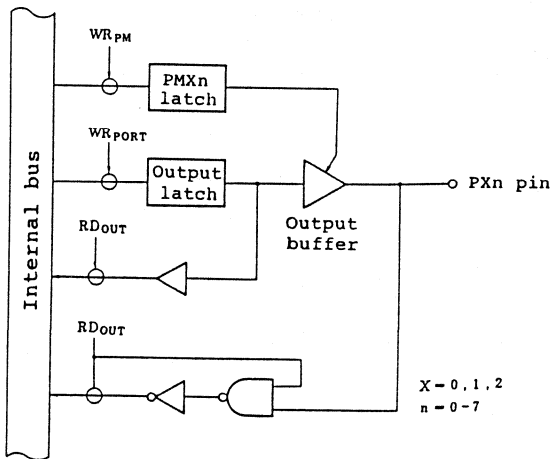 WRPM
PMXn
latch
WRPORT
Output
latch
PXn pin
Output
buffer
RDOUT
Internal bus
RDOUT
X=0,1,2
n=0-7